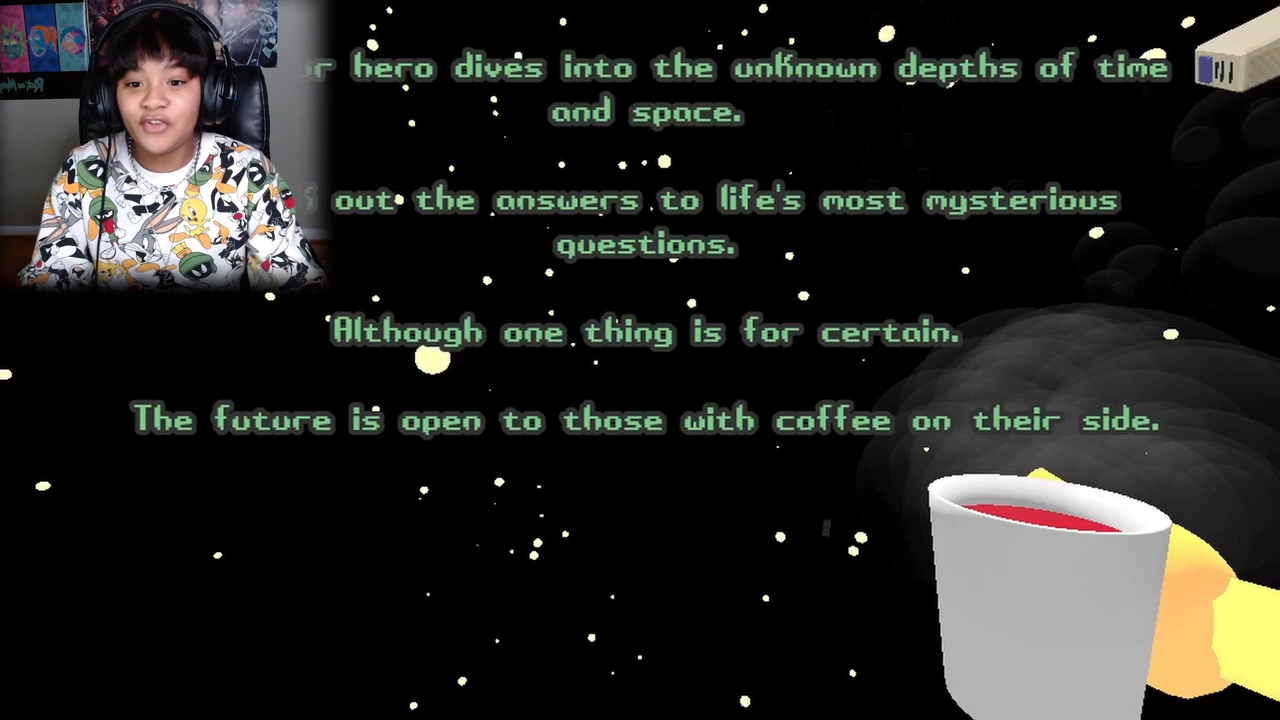 hero dives into the unknown depths of time
and space.
out the answers to life's most mysterious
questions.
Although one thing is for certain.
The future is open to those with coffee on their side.